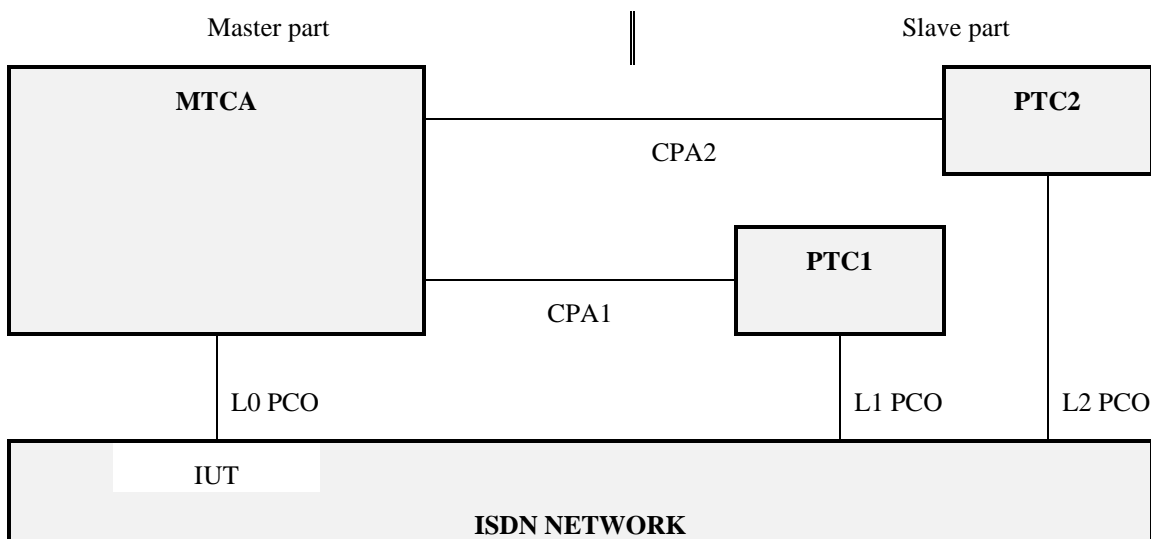 Master part
Slave part
MTCA
PTC2
CPA2
PTC1
CPA1
L0 PCO
L1 PCO
L2 PCO
IUT
ISDN NETWORK